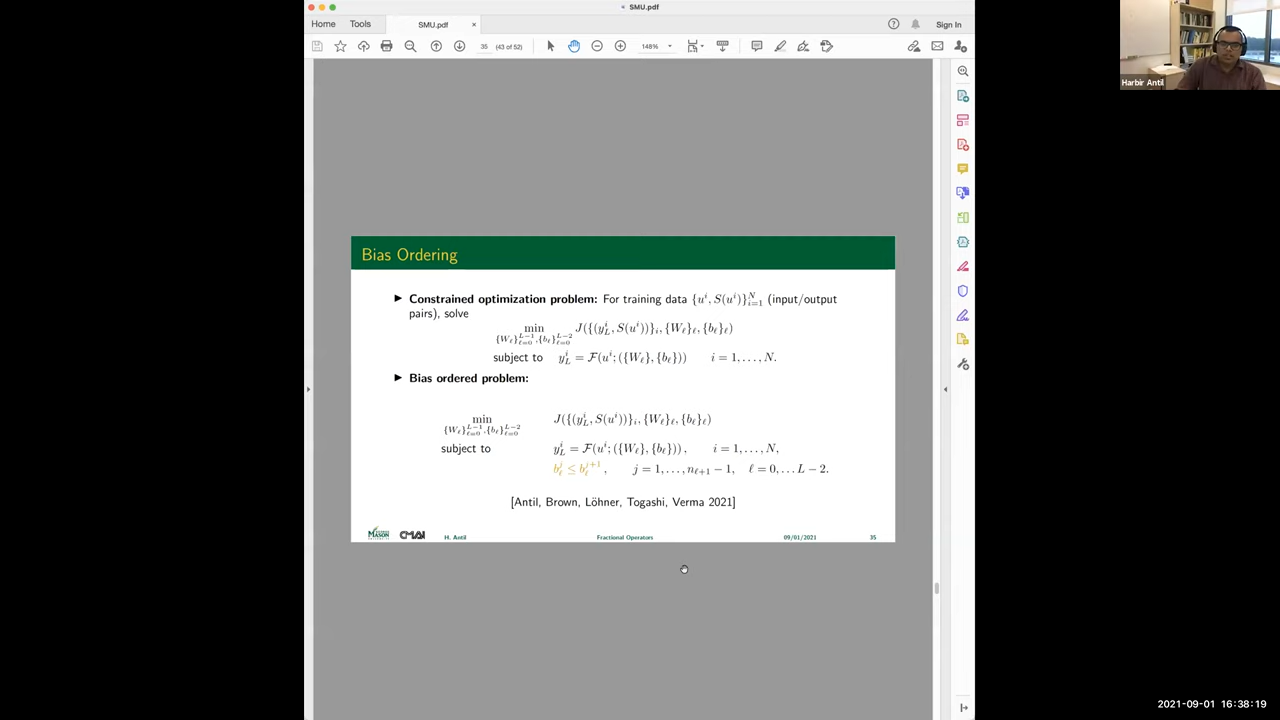 SMU.pdf
Home Tools SMU.pdf × Sign In
35 (43 of 52) 148%
Harbir Antil
Bias Ordering
▶ Constrained optimization problem: For training data {u^i, S(u^i)}_{i=1}^N (input/output
pairs), solve
min_{{W_ℓ}_{ℓ=0}^{L-1}, {b_ℓ}_{ℓ=0}^{L-2}} J({(y_L^i, S(u^i))}_i, {W_ℓ}_ℓ, {b_ℓ}_ℓ)
subject to y_L^i = F(u^i; ({W_ℓ}, {b_ℓ})) i = 1, . . . , N.
▶ Bias ordered problem:
min_{{W_ℓ}_{ℓ=0}^{L-1}, {b_ℓ}_{ℓ=0}^{L-2}} J({(y_L^i, S(u^i))}_i, {W_ℓ}_ℓ, {b_ℓ}_ℓ)
subject to y_L^i = F(u^i; ({W_ℓ}, {b_ℓ})), i = 1, . . . , N,
b_ℓ^j ≤ b_ℓ^{j+1}, j = 1, . . . , n_{ℓ+1} − 1, ℓ = 0, . . . L − 2.
[Antil, Brown, Löhner, Togashi, Verma 2021]
MASON CMAI H. Antil Fractional Operators 09/01/2021 35
2021-09-01 16:38:19